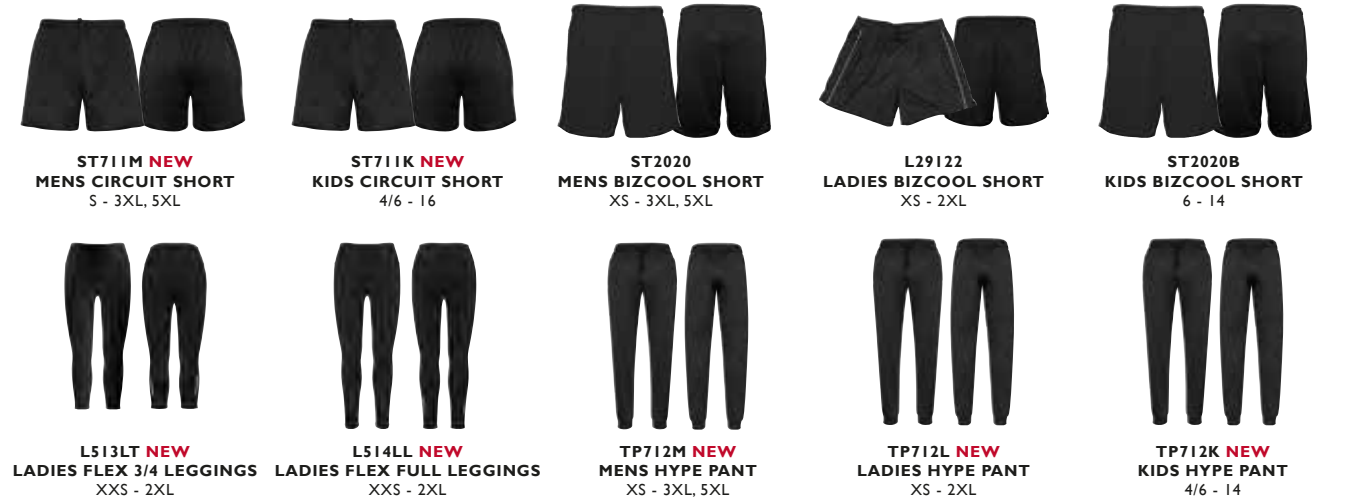 ST711M NEW
MENS CIRCUIT SHORT
S - 3XL, 5XL
ST711K NEW
KIDS CIRCUIT SHORT
4/6 - 16
ST2020
MENS BIZCOOL SHORT
XS - 3XL, 5XL
L29122
LADIES BIZCOOL SHORT
XS - 2XL
ST2020B
KIDS BIZCOOL SHORT
6 - 14
L513LT NEW
LADIES FLEX 3/4 LEGGINGS
XXS - 2XL
L514LL NEW
LADIES FLEX FULL LEGGINGS
XXS - 2XL
TP712M NEW
MENS HYPE PANT
XS - 3XL, 5XL
TP712L NEW
LADIES HYPE PANT
XS - 2XL
TP712K NEW
KIDS HYPE PANT
4/6 - 14